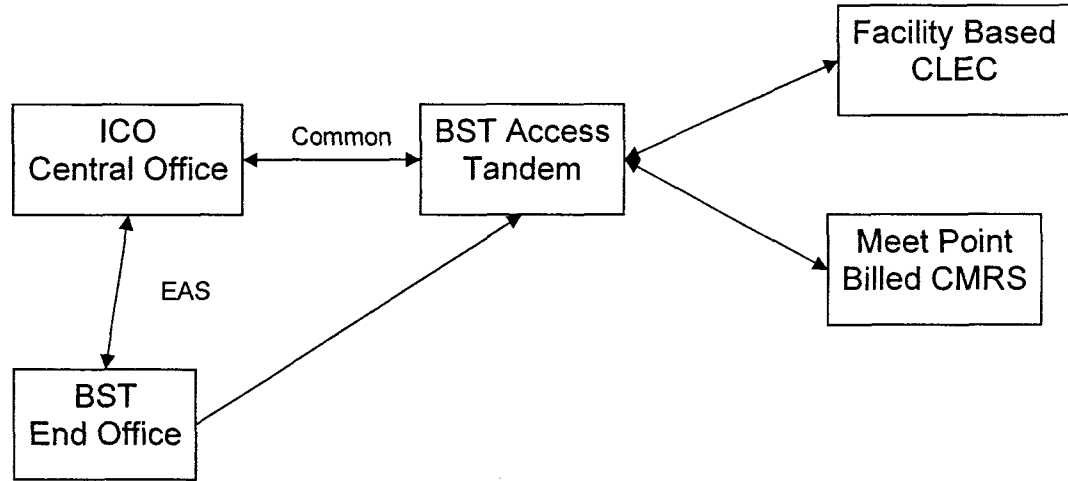 Facility Based
CLEC
ICO
Central Office
Common
BST Access
Tandem
Meet Point
Billed CMRS
EAS
BST
End Office